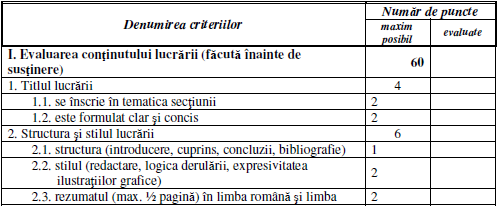 Denumirea criteriilor
Număr de puncte
maxim posibil
evaluate
I. Evaluarea conţinutului lucrării (făcută înainte de susţinere)
60
1. Titlul lucrării
4
1.1. se înscrie în tematica secţiunii
2
1.2. este formulat clar şi concis
2
2. Structura şi stilul lucrării
6
2.1. structura (introducere, cuprins, concluzii, bibliografie)
1
2.2. stilul (redactare, logica derulării, expresivitatea ilustraţiilor grafice)
2
2.3. rezumatul (max. ½ pagină) în limba română şi limba
2